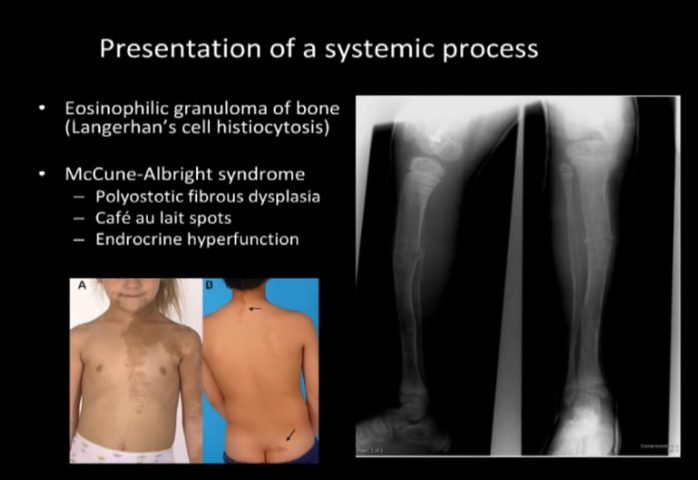 Presentation of a systemic process
• Eosinophilic granuloma of bone
(Langerhan's cell histiocytosis)
• McCune-Albright syndrome
– Polyostotic fibrous dysplasia
– Café au lait spots
– Endrocrine hyperfunction
A
B
Compressed